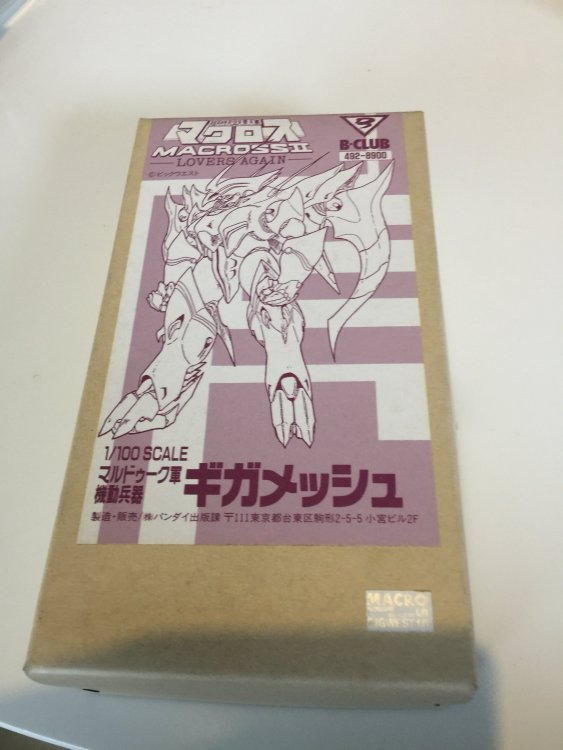 マクロス
MACROSS II
LOVERS AGAIN
©ビックウエスト
B-CLUB
492-8900
1/100 SCALE
マルドゥーク軍
機動兵器
ギガメッシュ
製造・販売/㈱バンダイ出版課 〒111東京都台東区駒形2-5-5 小宮ビル2F
MACRO